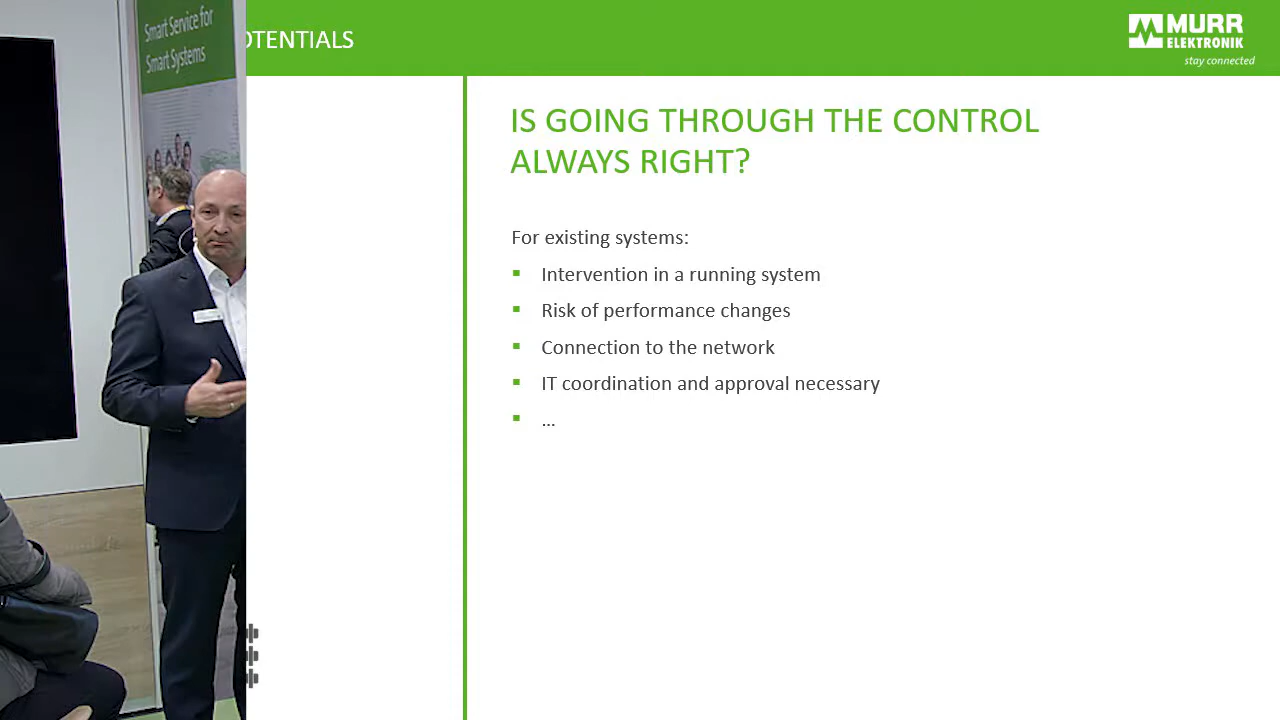 Smart Service for
Smart Systems
OTENTIALS
MURR
ELEKTRONIK
stay connected
IS GOING THROUGH THE CONTROL
ALWAYS RIGHT?
For existing systems:
▪ Intervention in a running system
▪ Risk of performance changes
▪ Connection to the network
▪ IT coordination and approval necessary
▪ ...